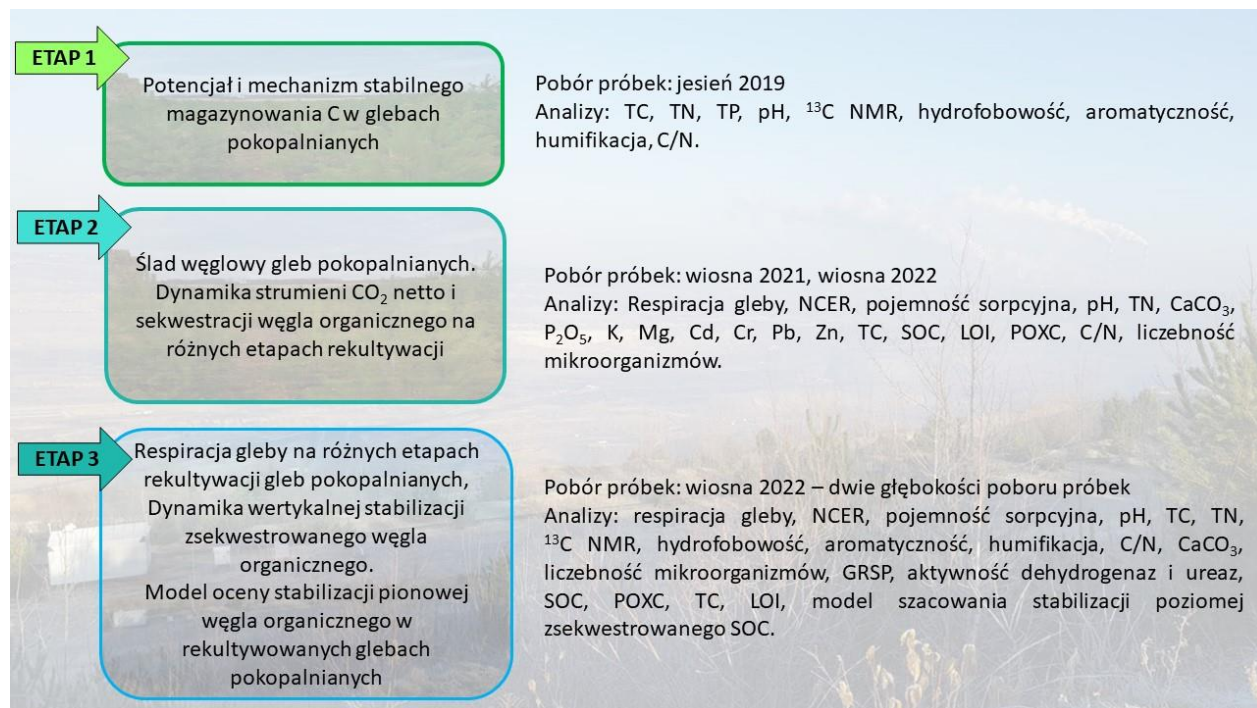 ETAP 1
Potencjał i mechanizm stabilnego
magazynowania C w glebach
pokopalnianych
Pobór próbek: jesień 2019
Analizy: TC, TN, TP, pH, ¹³C NMR, hydrofobowość, aromatyczność,
humifikacja, C/N.
ETAP 2
Ślad węglowy gleb pokopalnianych.
Dynamika strumieni CO₂ netto i
sekwestracji węgla organicznego na
różnych etapach rekultywacji
Pobór próbek: wiosna 2021, wiosna 2022
Analizy: Respiracja gleby, NCER, pojemność sorpcyjna, pH, TN, CaCO₃,
P₂O₅, K, Mg, Cd, Cr, Pb, Zn, TC, SOC, LOI, POXC, C/N, liczebność
mikroorganizmów.
ETAP 3
Respiracja gleby na różnych etapach
rekultywacji gleb pokopalnianych,
Dynamika wertykalnej stabilizacji
zsekwestrowanego węgla
organicznego.
Model oceny stabilizacji pionowej
węgla organicznego w
rekultywowanych glebach
pokopalnianych
Pobór próbek: wiosna 2022 – dwie głębokości poboru próbek
Analizy: respiracja gleby, NCER, pojemność sorpcyjna, pH, TC, TN,
¹³C NMR, hydrofobowość, aromatyczność, humifikacja, C/N, CaCO₃,
liczebność mikroorganizmów, GRSP, aktywność dehydrogenaz i ureaz,
SOC, POXC, TC, LOI, model szacowania stabilizacji poziomej
zsekwestrowanego SOC.